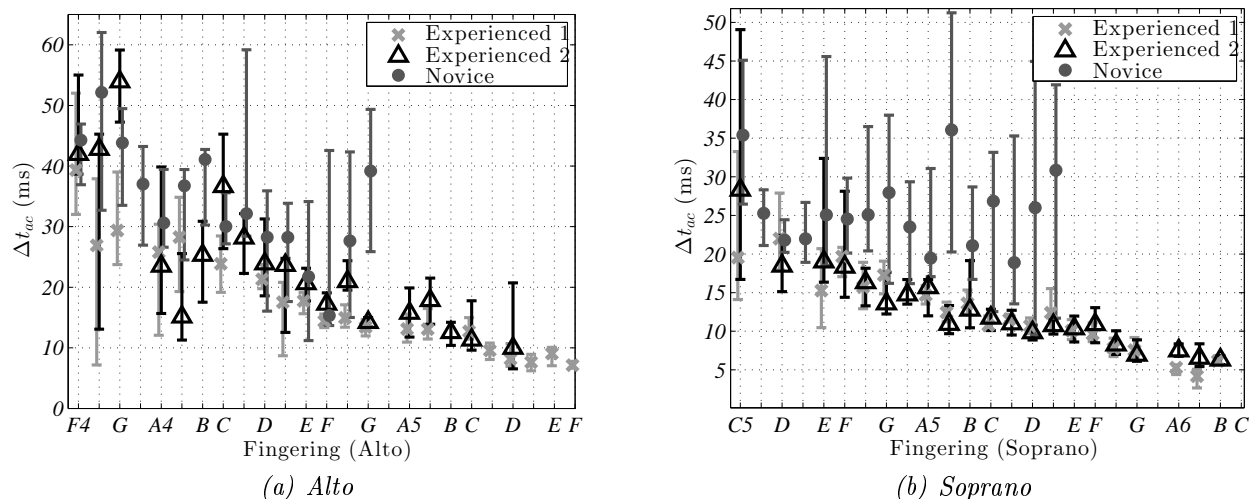 60
50
40
30
20
10
0
Δt_ac (ms)
Experienced 1
Experienced 2
Novice
F4 G A4 B C D E F G A5 B C D E F
Fingering (Alto)
(a) Alto
50
45
40
35
30
25
20
15
10
5
Δt_ac (ms)
Experienced 1
Experienced 2
Novice
C5 D E F G A5 B C D E F G A6 B C
Fingering (Soprano)
(b) Soprano